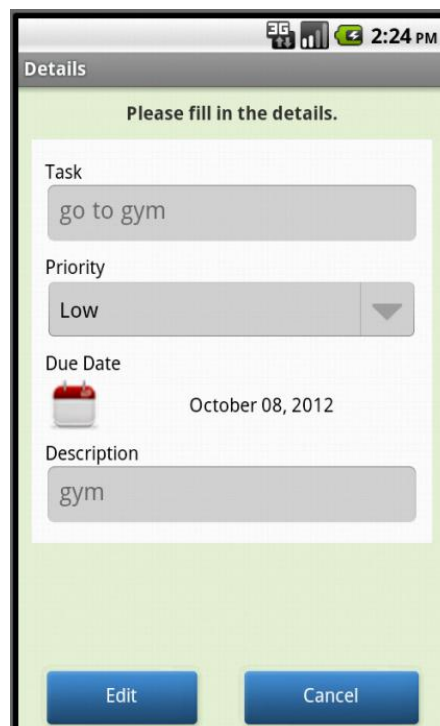 3G 2:24 PM
Details
Please fill in the details.
Task
go to gym
Priority
Low
Due Date
October 08, 2012
Description
gym
Edit Cancel